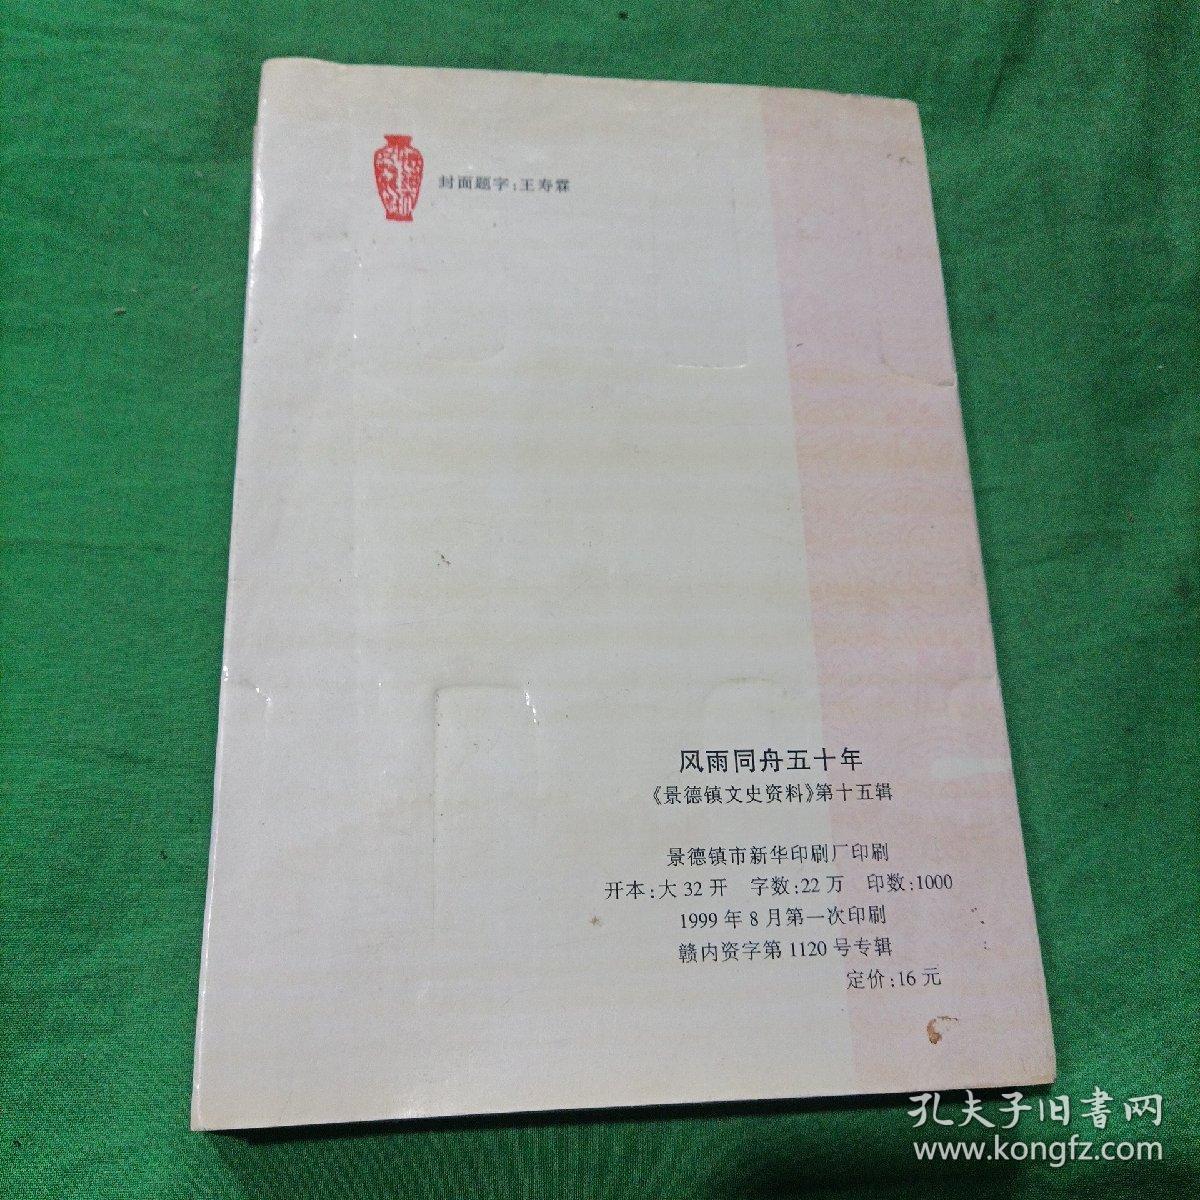 封面题字:王寿霖
风雨同舟五十年
《景德镇文史资料》第十五辑
景德镇市新华印刷厂印刷
开本:大32开 字数:22万 印数:1000
1999年8月第一次印刷
赣内资字第1120号专辑
定价:16元
孔夫子旧書网
www.kongfz.com